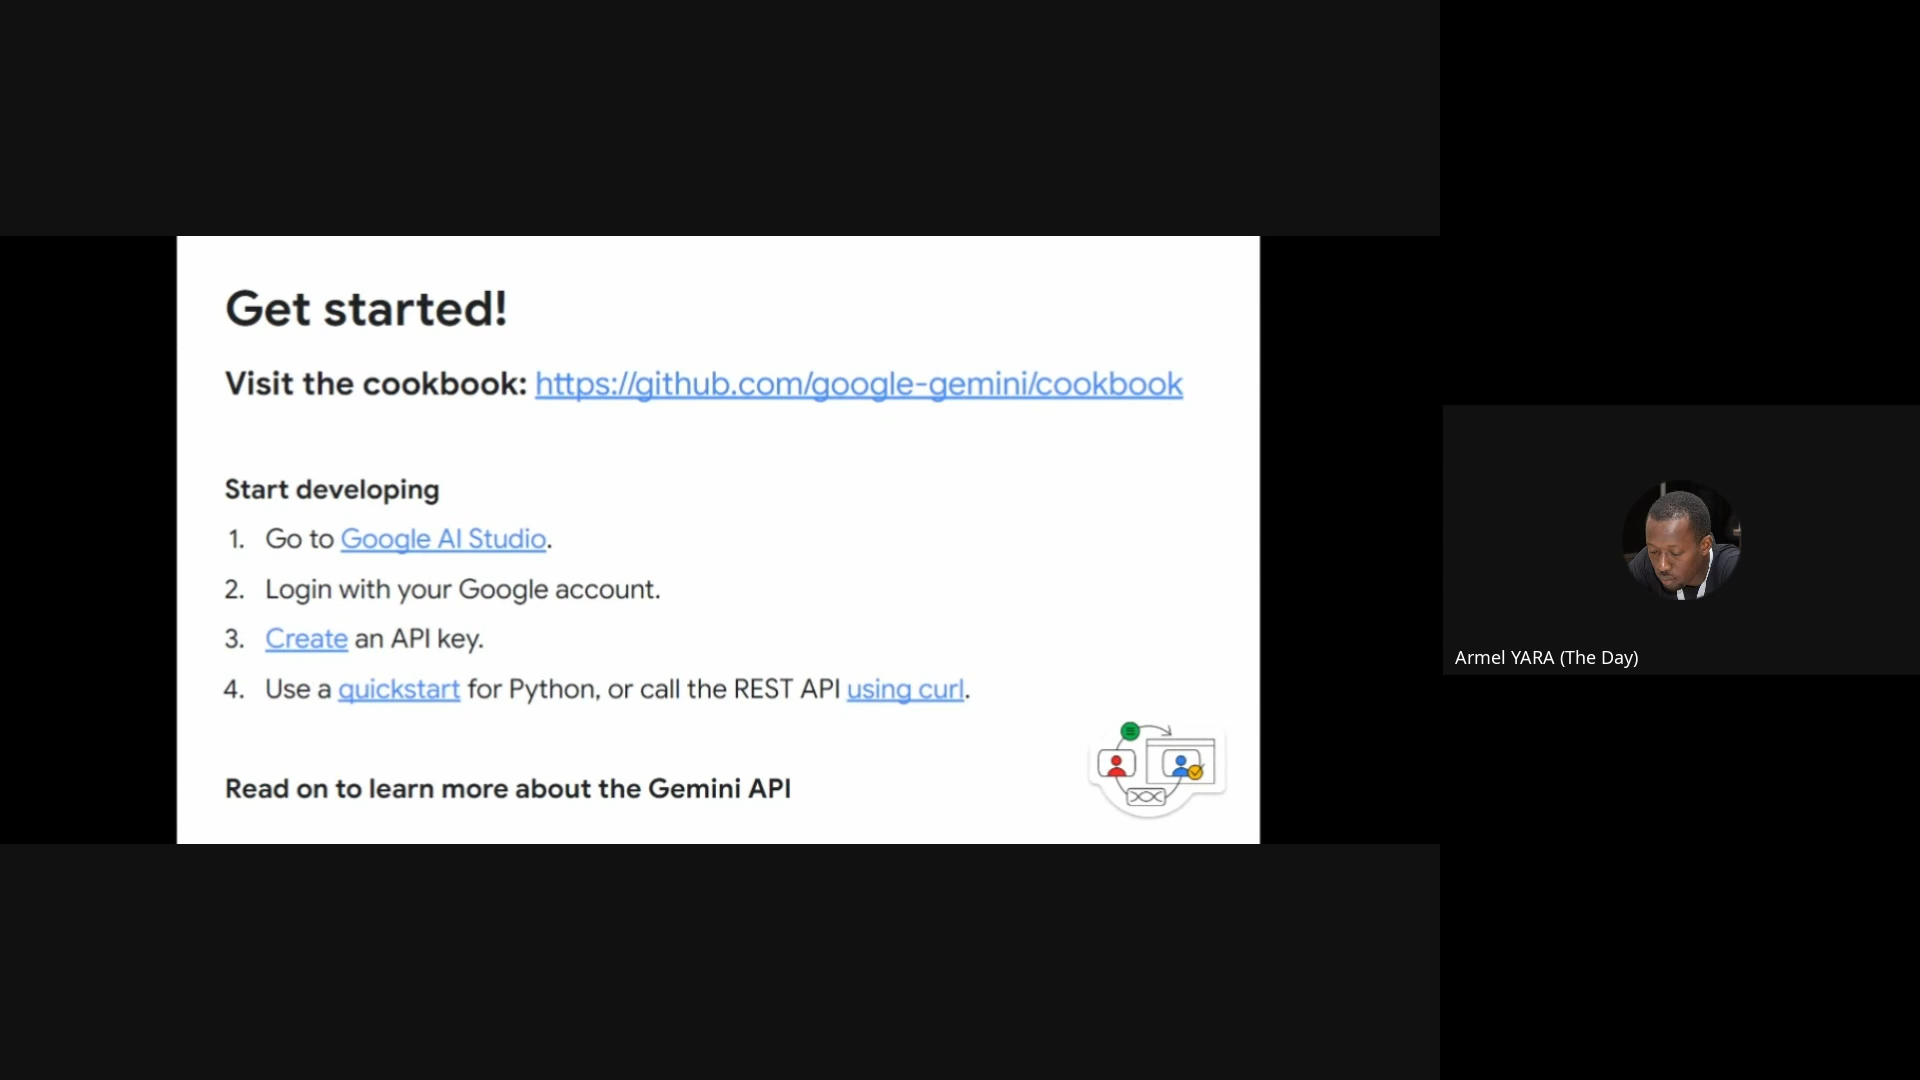 Get started!
Visit the cookbook: https://github.com/google-gemini/cookbook
Start developing
1. Go to Google AI Studio.
2. Login with your Google account.
3. Create an API key.
4. Use a quickstart for Python, or call the REST API using curl.
Read on to learn more about the Gemini API
Armel YARA (The Day)